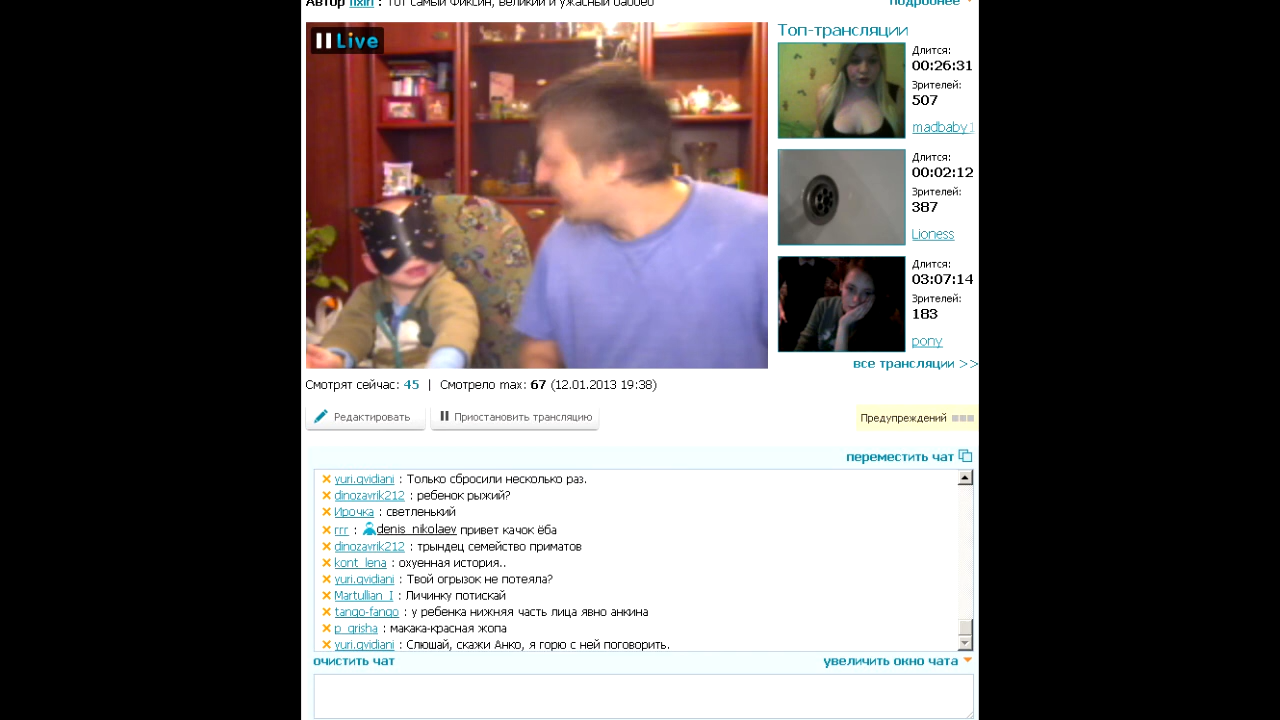 Автор fixin : Тот самый Фиксин, великий и ужасный
подробнее
Live
Топ-трансляции
Длится:
00:26:31
Зрителей:
507
madbaby1
Длится:
00:02:12
Зрителей:
387
Lioness
Длится:
03:07:14
Зрителей:
183
pony
все трансляции >>
Смотрят сейчас: 45 | Смотрело max: 67 (12.01.2013 19:38)
Редактировать
Приостановить трансляцию
Предупреждений
переместить чат
yuri.gvidiani : Только сбросили несколько раз.
dinozavrik212 : ребенок рыжий?
Ирочка : светленький
rrr : denis_nikolaev привет качок ёба
dinozavrik212 : трындец семейство приматов
kont_lena : охуенная история..
yuri.gvidiani : Твой огрызок не потеяла?
Martullian_I : Личинку потискай
tango-fango : у ребенка нижняя часть лица явно анкина
p_grisha : макака-красная жопа
yuri.gvidiani : Слюшай, скажи Анко, я горю с ней поговорить.
очистить чат
увеличить окно чата